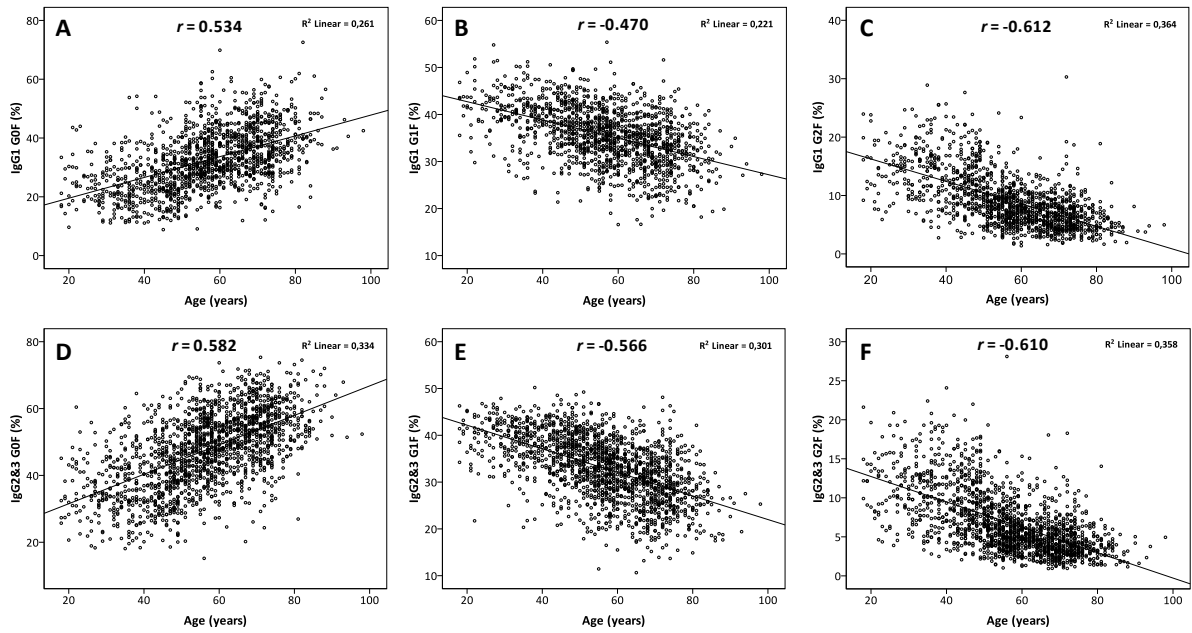 A
r = 0.534
R² Linear = 0,261
IgG1 G0F (%)
80
60
40
20
0
20 40 60 80 100
Age (years)
B
r = -0.470
R² Linear = 0,221
IgG1 G1F (%)
60
50
40
30
20
10
20 40 60 80 100
Age (years)
C
r = -0.612
R² Linear = 0,364
IgG1 G2F (%)
40
30
20
10
0
20 40 60 80 100
Age (years)
D
r = 0.582
R² Linear = 0,334
IgG2&3 G0F (%)
80
60
40
20
20 40 60 80 100
Age (years)
E
r = -0.566
R² Linear = 0,301
IgG2&3 G1F (%)
60
50
40
30
20
10
20 40 60 80 100
Age (years)
F
r = -0.610
R² Linear = 0,358
IgG2&3 G2F (%)
30
25
20
15
10
5
0
20 40 60 80 100
Age (years)